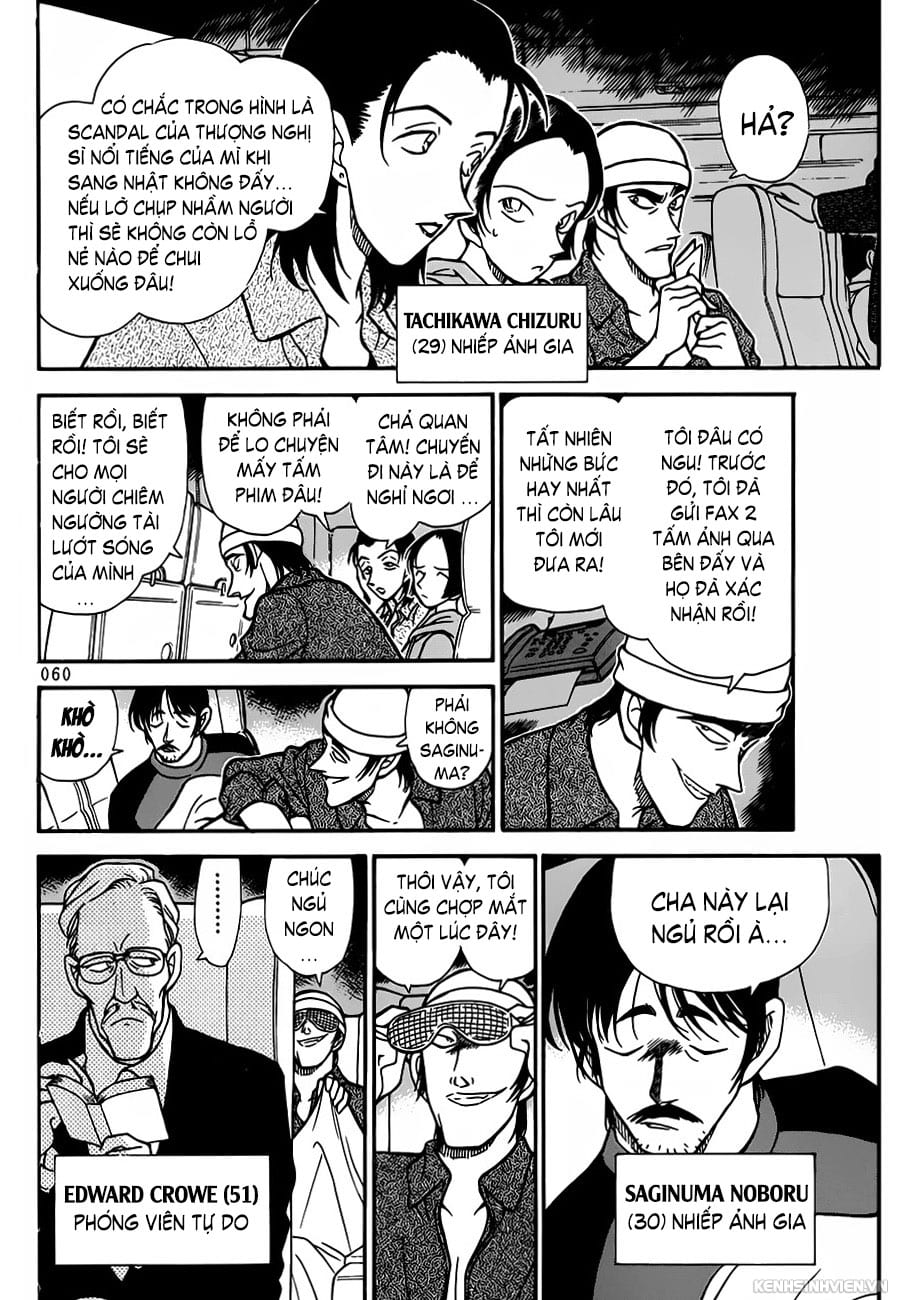 HẢ?
CÓ CHẮC TRONG HÌNH LÀ
SCANDAL CỦA THƯỢNG NGHỊ
SĨ NỔI TIẾNG CỦA MĨ KHI
SANG NHẬT KHÔNG ĐẤY...
NẾU LỠ CHỤP NHẦM NGƯỜI
THÌ SẼ KHÔNG CÒN LỖ
NẺ NÀO ĐỂ CHUI
XUỐNG ĐÂU!
TACHIKAWA CHIZURU
(29) NHIẾP ẢNH GIA
TÔI ĐÂU CÓ
NGU! TRƯỚC
ĐÓ, TÔI ĐÃ
GỬI FAX 2
TẤM ẢNH QUA
BÊN ĐẤY VÀ
HỌ ĐÃ XÁC
NHẬN RỒI!
TẤT NHIÊN
NHỮNG BỨC
HAY NHẤT
THÌ CÒN LÂU
TÔI MỚI
ĐƯA RA!
CHẢ QUAN
TÂM! CHUYẾN
ĐI NÀY LÀ ĐỂ
NGHỈ NGƠI ...
KHÔNG PHẢI
ĐỂ LO CHUYỆN
MẤY TẤM
PHIM ĐÂU!
BIẾT RỒI, BIẾT
RỒI! TÔI SẼ
CHO MỌI
NGƯỜI CHIÊM
NGƯỠNG TÀI
LƯỚT SÓNG
CỦA MÌNH
...
060
PHẢI
KHÔNG
SAGINU-
MA?
KHÒ
KHÒ...
CHA NÀY LẠI
NGỦ RỒI À...
SAGINUMA NOBORU
(30) NHIẾP ẢNH GIA
THÔI VẬY, TÔI
CŨNG CHỢP MẮT
MỘT LÚC ĐÂY!
CHÚC
NGỦ
NGON
...
.........
EDWARD CROWE (51)
PHÓNG VIÊN TỰ DO
KENHSINHVIEN.VN